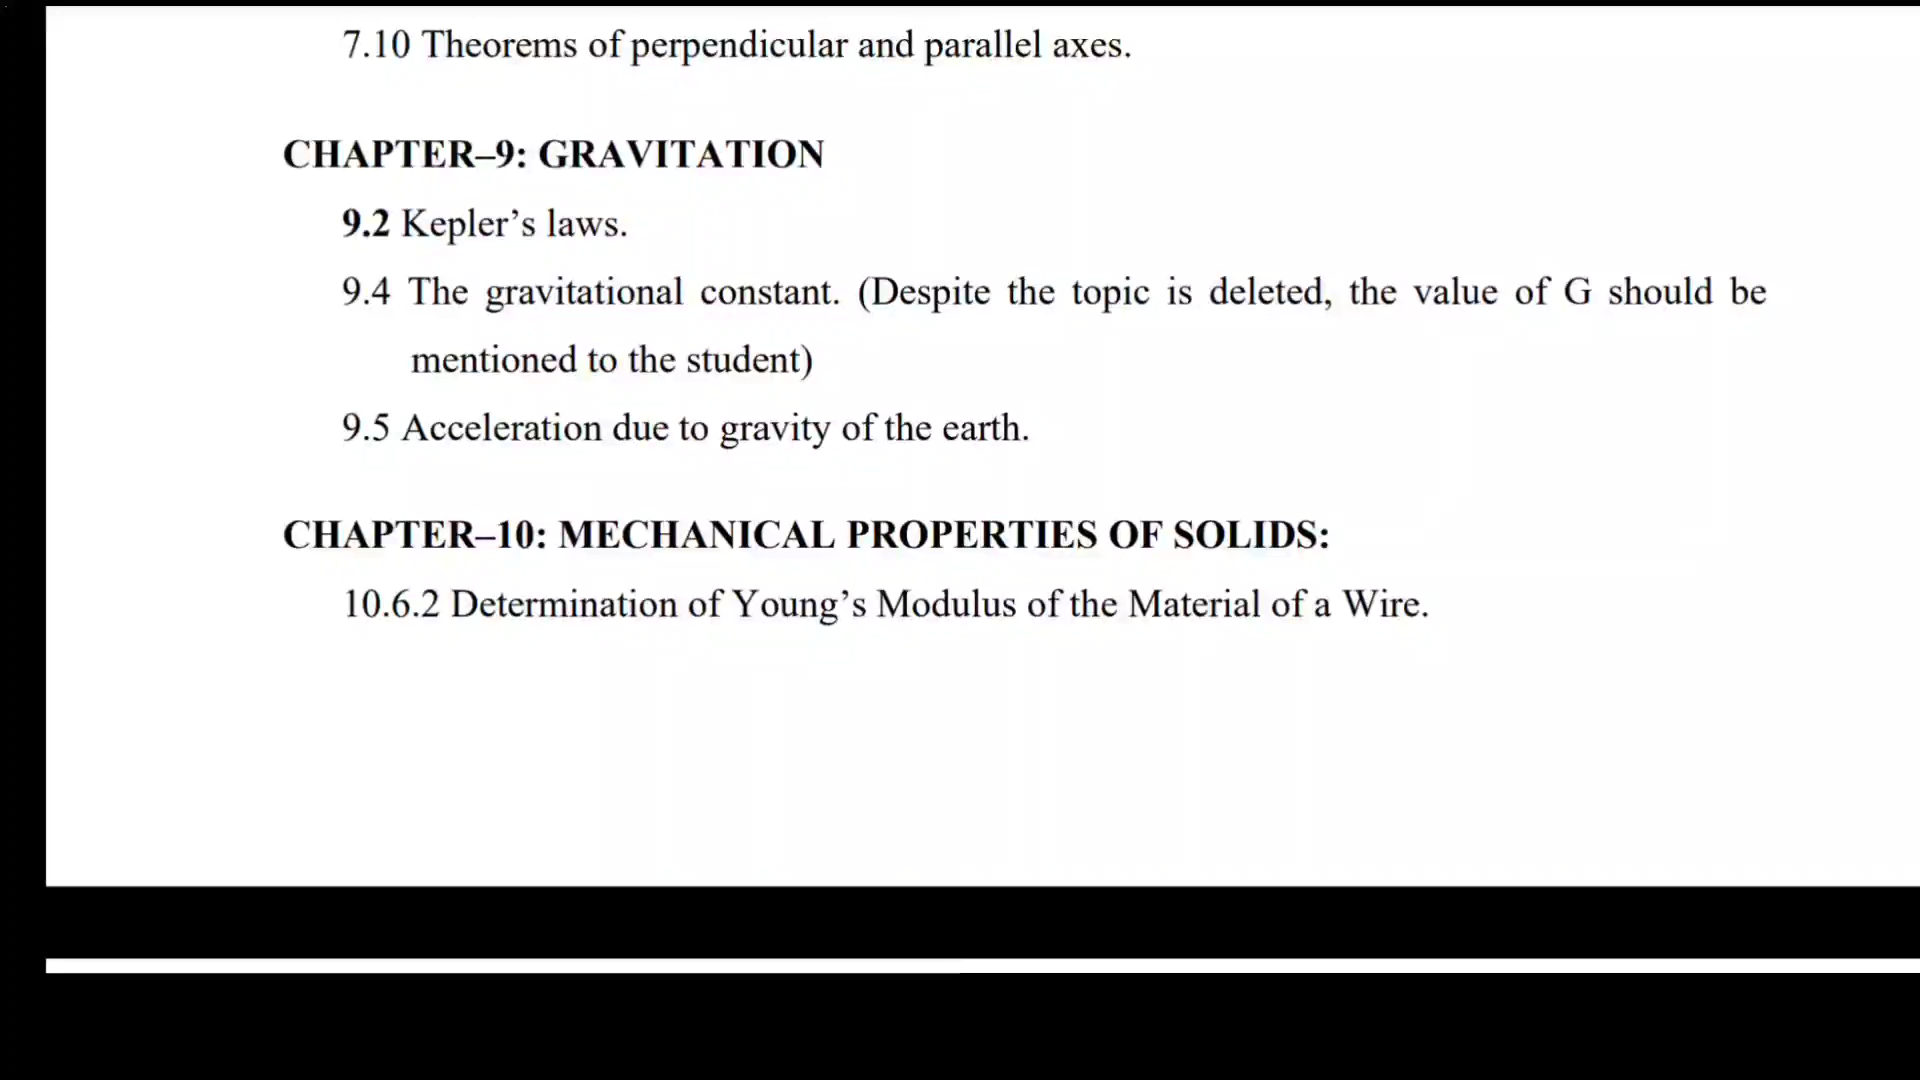 7.10 Theorems of perpendicular and parallel axes.
CHAPTER–9: GRAVITATION
9.2 Kepler’s laws.
9.4 The gravitational constant. (Despite the topic is deleted, the value of G should be
mentioned to the student)
9.5 Acceleration due to gravity of the earth.
CHAPTER–10: MECHANICAL PROPERTIES OF SOLIDS:
10.6.2 Determination of Young’s Modulus of the Material of a Wire.